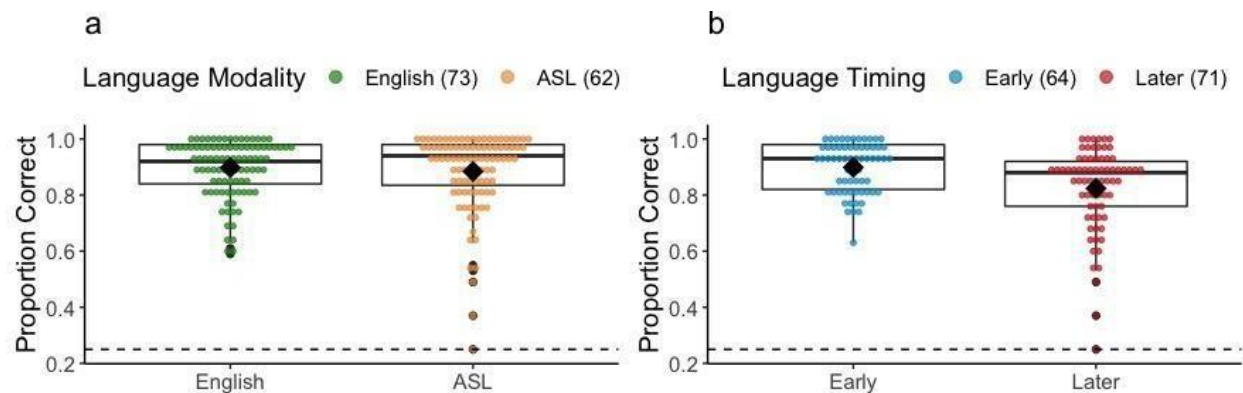 a
Language Modality English (73) ASL (62)
Proportion Correct
1.0
0.8
0.6
0.4
0.2
English ASL
b
Language Timing Early (64) Later (71)
Proportion Correct
1.0
0.8
0.6
0.4
0.2
Early Later